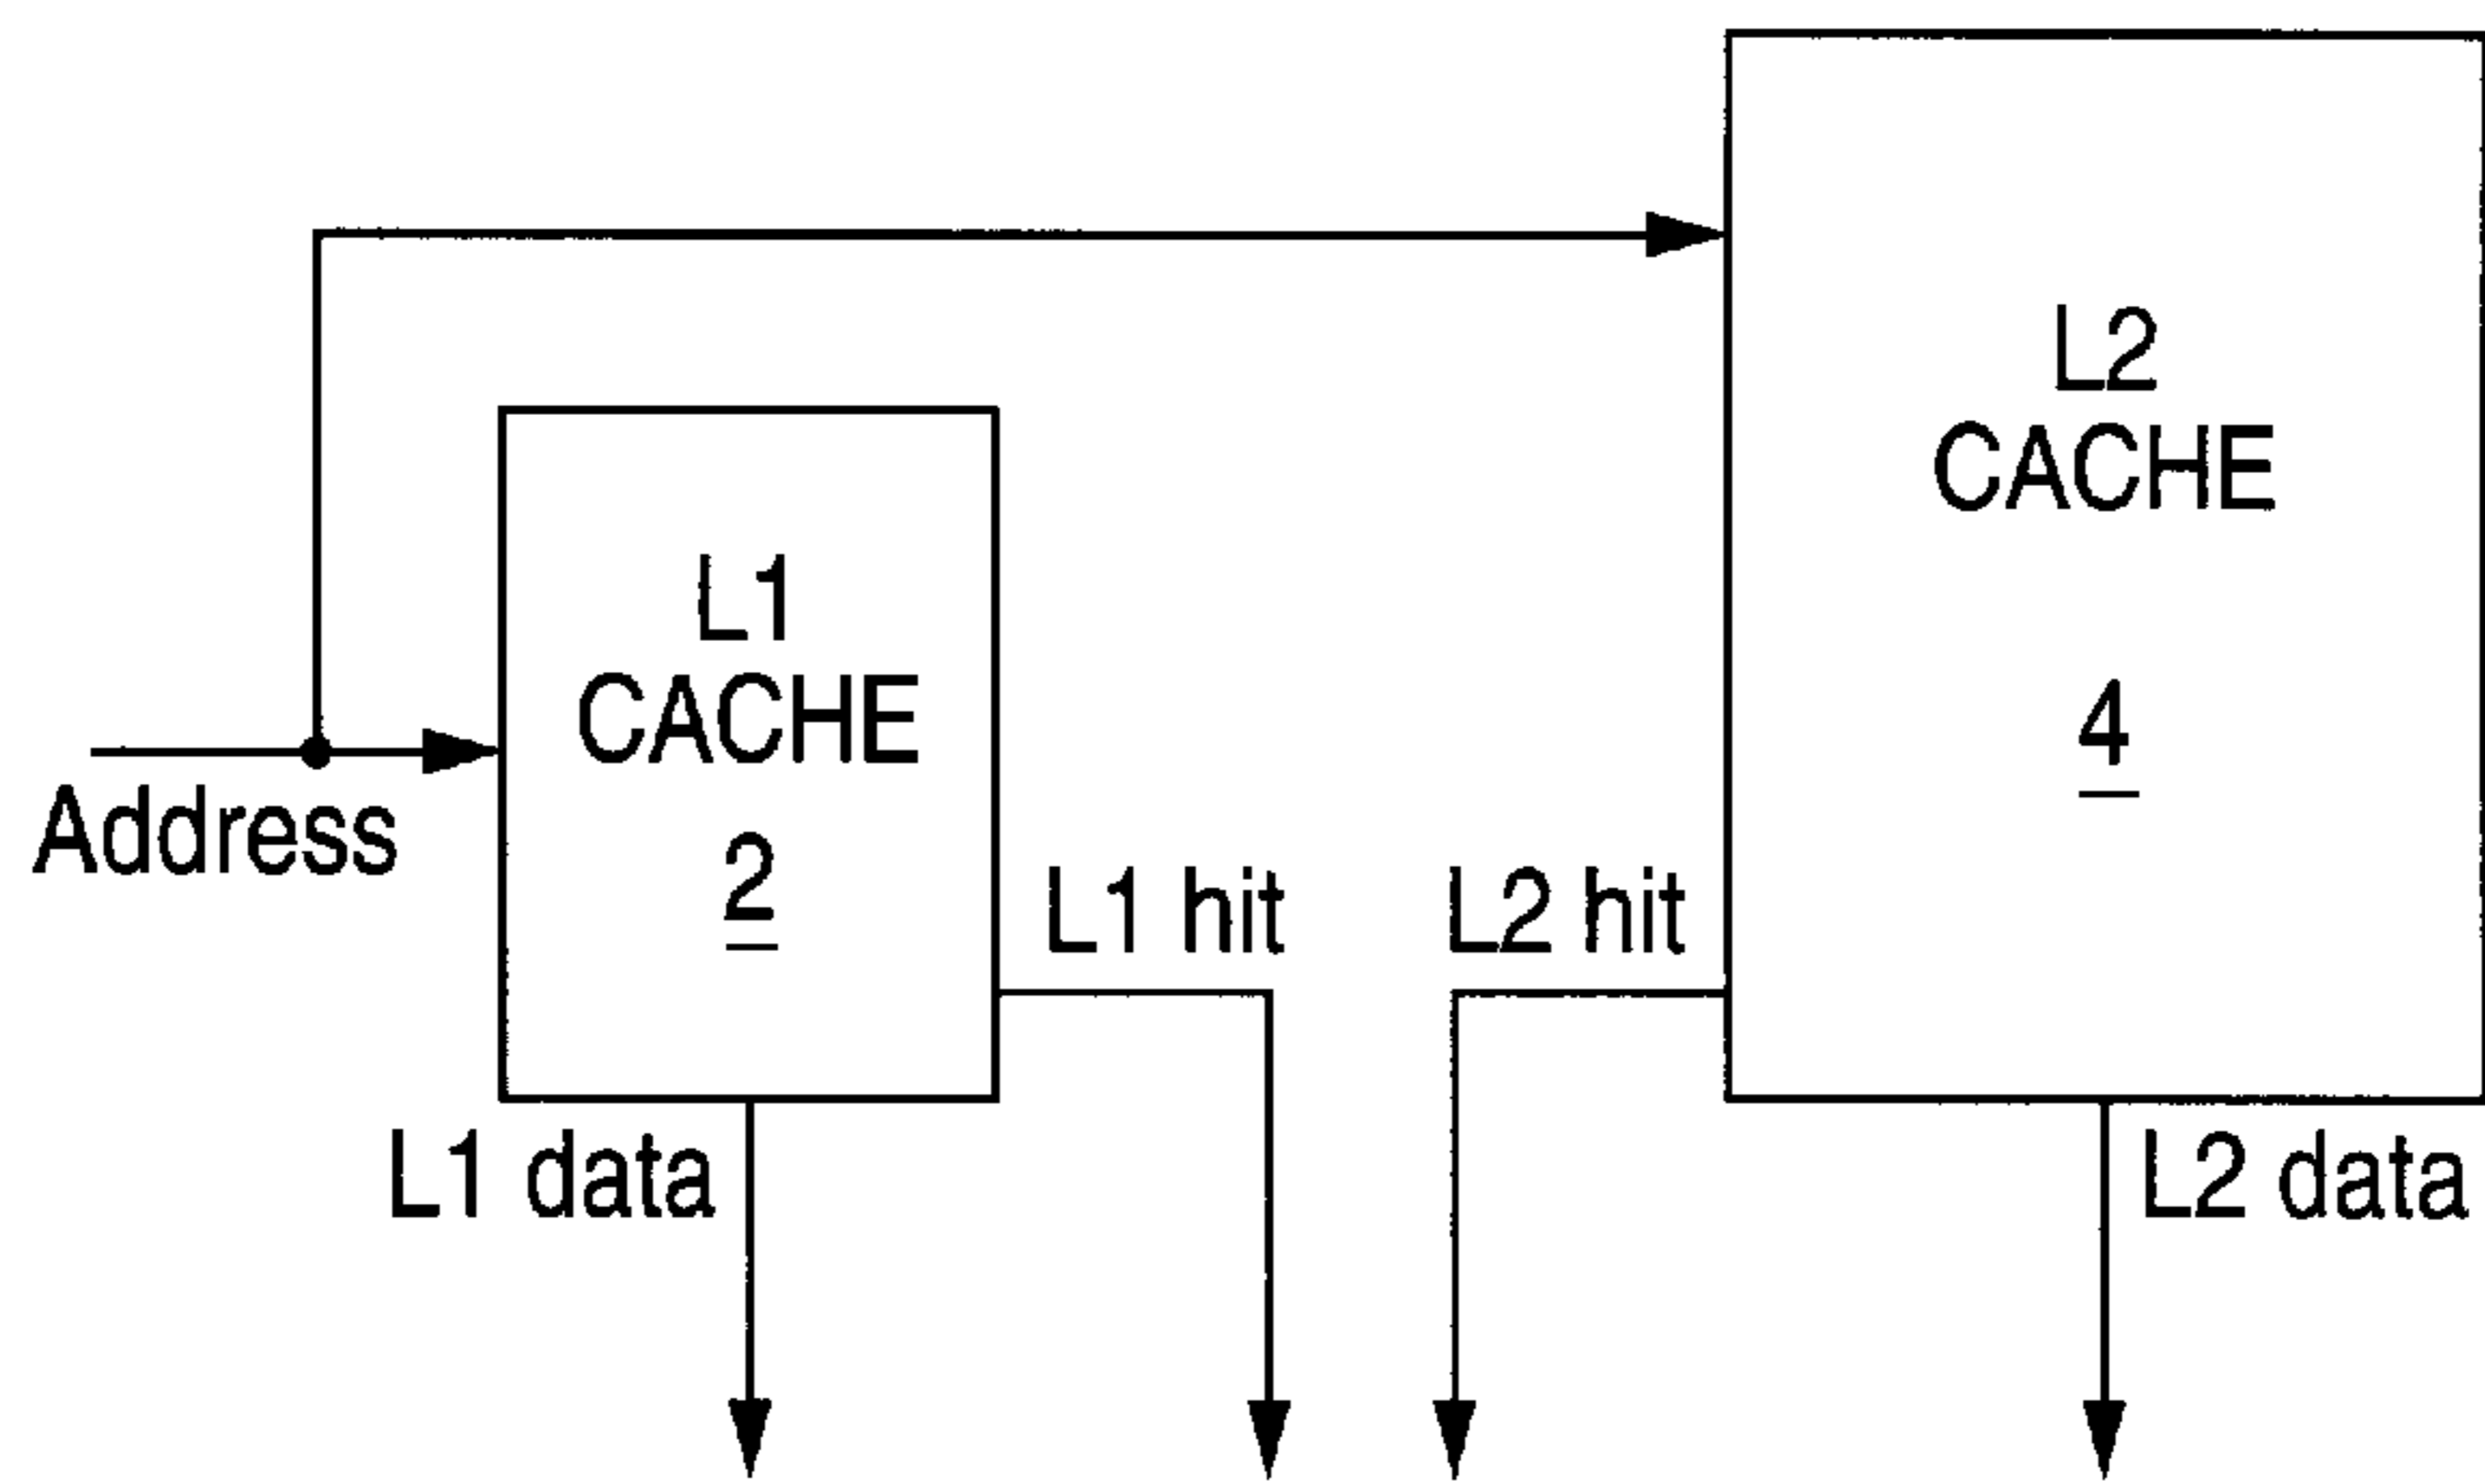 L2
CACHE
4
L1
CACHE
2
Address
L1 hit
L2 hit
L1 data
L2 data